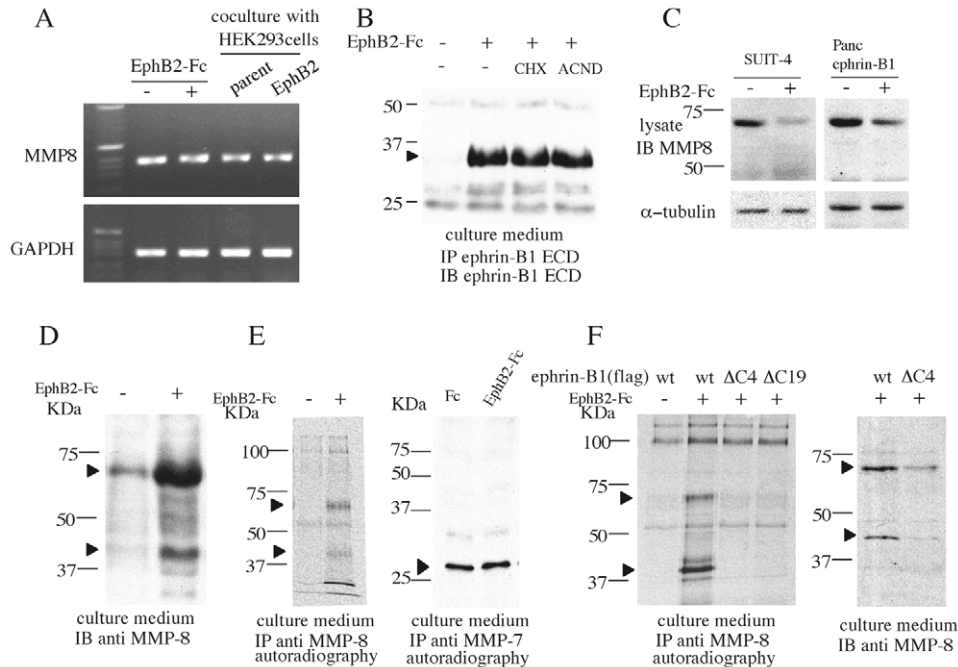 A
coculture with
HEK293cells
EphB2-Fc
parent
EphB2
- +
MMP8
GAPDH
B
EphB2-Fc - + + +
- - CHX ACND
50
37
25
culture medium
IP ephrin-B1 ECD
IB ephrin-B1 ECD
C
SUIT-4
Panc
ephrin-B1
EphB2-Fc - + - +
75
lysate
IB MMP8
50
α-tubulin
D
EphB2-Fc - +
KDa
75
50
37
culture medium
IB anti MMP-8
E
EphB2-Fc - +
KDa
100
75
50
37
culture medium
IP anti MMP-8
autoradiography
Fc
EphB2-Fc
KDa
75
50
37
25
culture medium
IP anti MMP-7
autoradiography
F
ephrin-B1(flag) wt wt ΔC4 ΔC19
EphB2-Fc - + + +
KDa
100
75
50
37
culture medium
IP anti MMP-8
autoradiography
wt ΔC4
+ +
75
50
37
culture medium
IB anti MMP-8